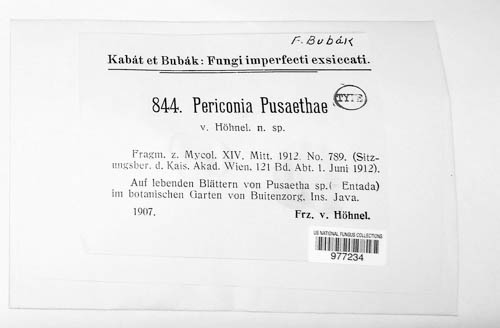 F. Bubák
Kabát et Bubák: Fungi imperfecti exsiccati.
844. Periconia Pusaethae TYPE
v. Höhnel. n. sp.
Fragm. z. Mycol. XIV. Mitt. 1912. No. 789. (Sitz-
ungsber. d. Kais. Akad. Wien. 121 Bd. Abt. 1. Juni 1912).
Auf lebenden Blättern von Pusaetha sp.(= Entada)
im botanischen Garten von Buitenzorg, Ins. Java.
1907. Frz. v. Höhnel.
US NATIONAL FUNGUS COLLECTIONS
977234